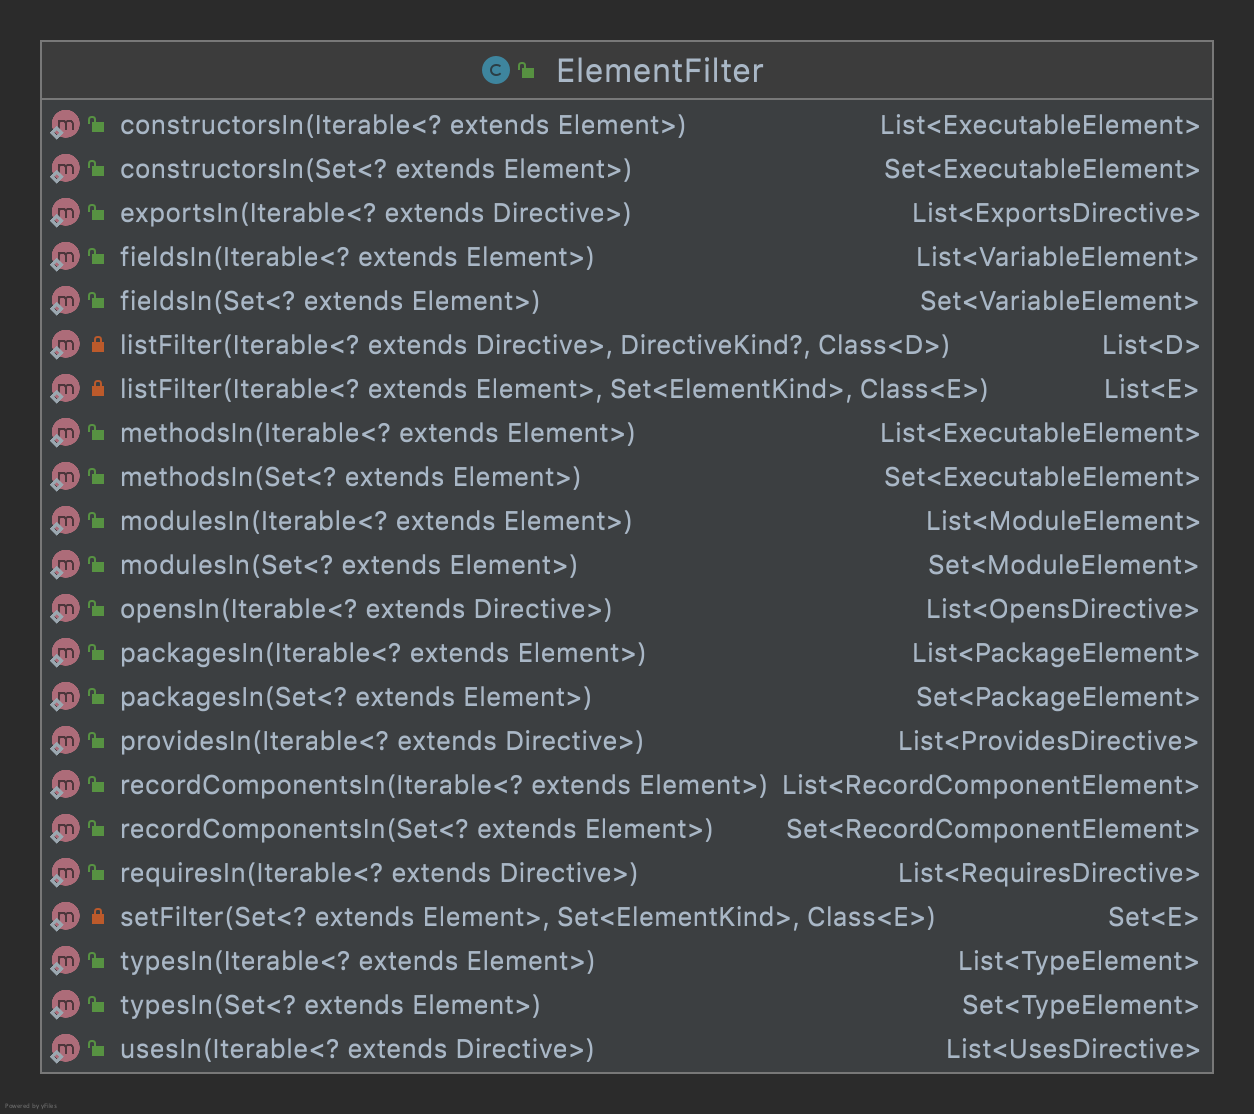 C ElementFilter
m constructorsIn(Iterable<? extends Element>) List<ExecutableElement>
m constructorsIn(Set<? extends Element>) Set<ExecutableElement>
m exportsIn(Iterable<? extends Directive>) List<ExportsDirective>
m fieldsIn(Iterable<? extends Element>) List<VariableElement>
m fieldsIn(Set<? extends Element>) Set<VariableElement>
m listFilter(Iterable<? extends Directive>, DirectiveKind?, Class<D>) List<D>
m listFilter(Iterable<? extends Element>, Set<ElementKind>, Class<E>) List<E>
m methodsIn(Iterable<? extends Element>) List<ExecutableElement>
m methodsIn(Set<? extends Element>) Set<ExecutableElement>
m modulesIn(Iterable<? extends Element>) List<ModuleElement>
m modulesIn(Set<? extends Element>) Set<ModuleElement>
m opensIn(Iterable<? extends Directive>) List<OpensDirective>
m packagesIn(Iterable<? extends Element>) List<PackageElement>
m packagesIn(Set<? extends Element>) Set<PackageElement>
m providesIn(Iterable<? extends Directive>) List<ProvidesDirective>
m recordComponentsIn(Iterable<? extends Element>) List<RecordComponentElement>
m recordComponentsIn(Set<? extends Element>) Set<RecordComponentElement>
m requiresIn(Iterable<? extends Directive>) List<RequiresDirective>
m setFilter(Set<? extends Element>, Set<ElementKind>, Class<E>) Set<E>
m typesIn(Iterable<? extends Element>) List<TypeElement>
m typesIn(Set<? extends Element>) Set<TypeElement>
m usesIn(Iterable<? extends Directive>) List<UsesDirective>
Powered by yFiles